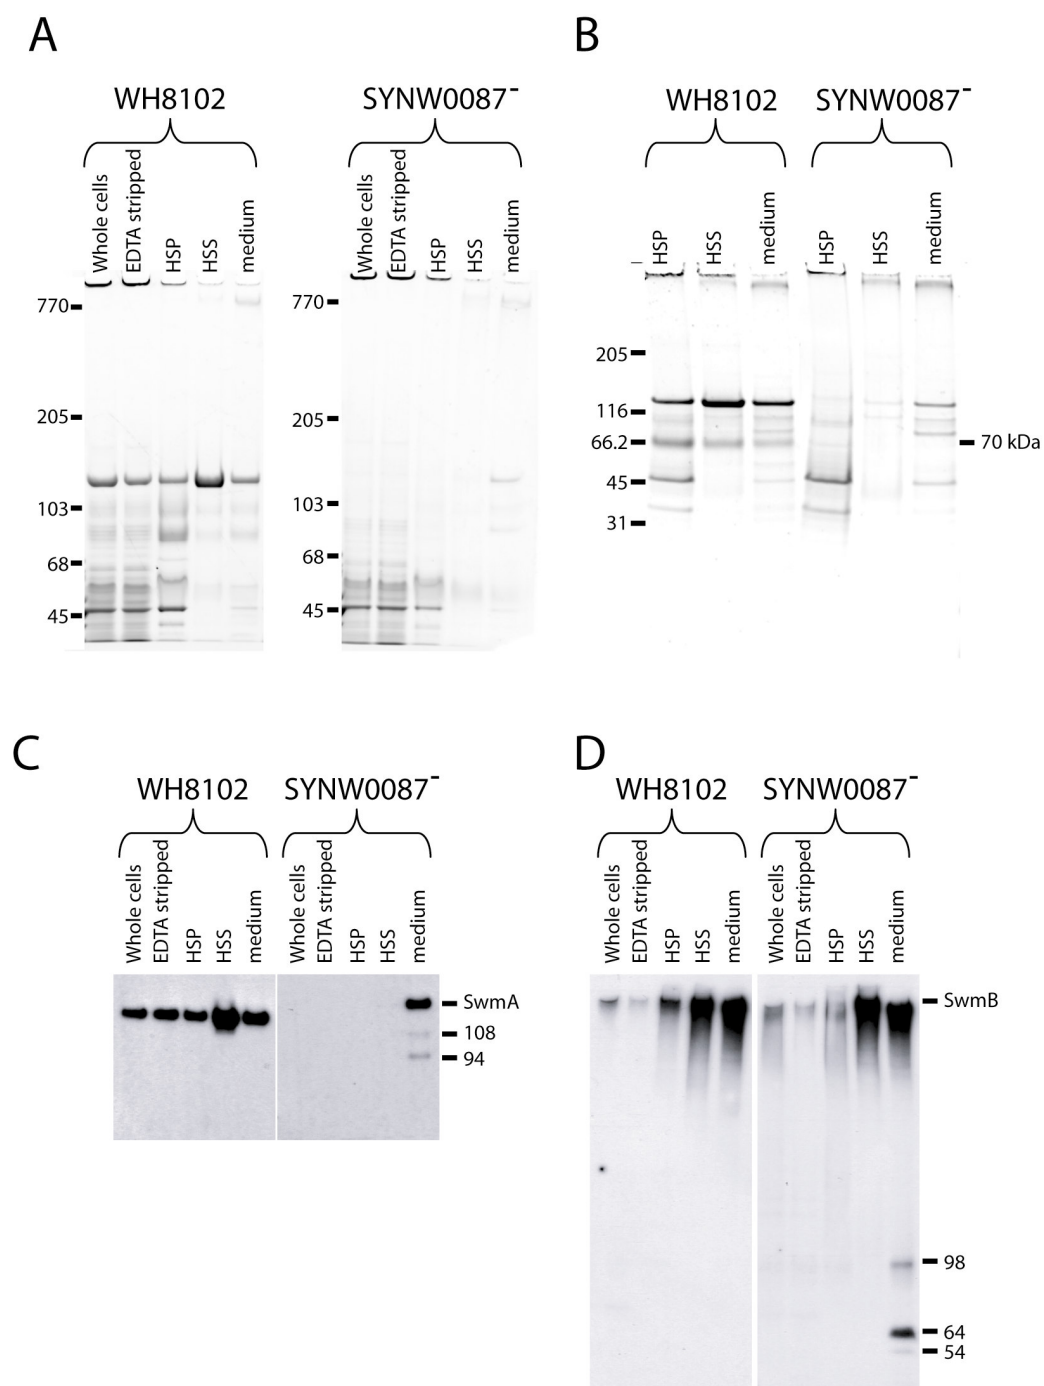 A
B
WH8102
SYNW0087-
Whole cells
EDTA stripped
HSP
HSS
medium
Whole cells
EDTA stripped
HSP
HSS
medium
770
205
103
68
45
770
205
103
68
45
WH8102
SYNW0087-
HSP
HSS
medium
HSP
HSS
medium
205
116
66.2
45
31
70 kDa
C
D
WH8102
SYNW0087-
Whole cells
EDTA stripped
HSP
HSS
medium
Whole cells
EDTA stripped
HSP
HSS
medium
SwmA
108
94
WH8102
SYNW0087-
Whole cells
EDTA stripped
HSP
HSS
medium
Whole cells
EDTA stripped
HSP
HSS
medium
SwmB
98
64
54